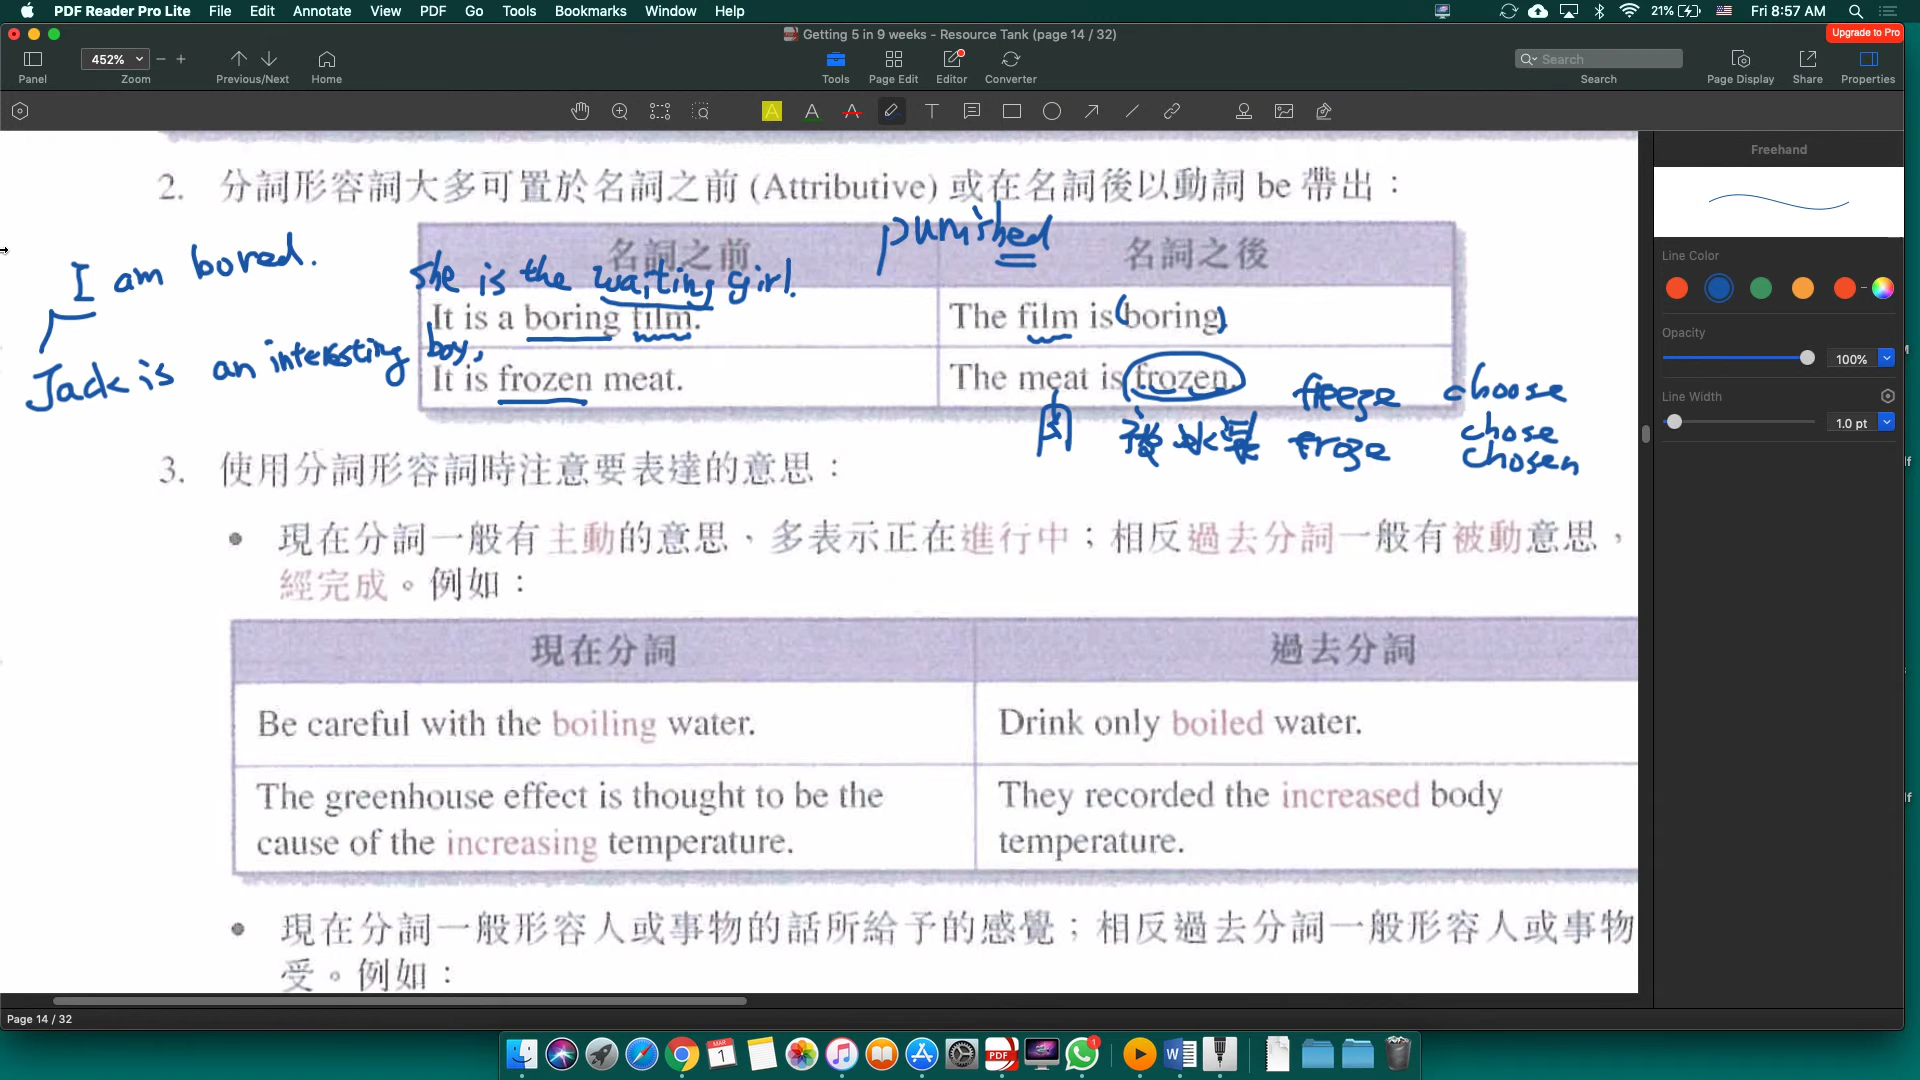 PDF Reader Pro Lite File Edit Annotate View PDF Go Tools Bookmarks Window Help
21% Fri 8:57 AM
Getting 5 in 9 weeks - Resource Tank (page 14 / 32)
Upgrade to Pro
452%
Search
Panel Zoom Previous/Next Home Tools Page Edit Editor Converter Search Page Display Share Properties
2. 分詞形容詞大多可置於名詞之前 (Attributive) 或在名詞後以動詞 be 帶出：
punished
名詞之前 名詞之後
I am bored.
she is the waiting girl.
It is a boring film. The film is (boring).
Jack is an interesting boy.
It is frozen meat. The meat is frozen.
freeze choose
肉 froze chose
chosen
3. 使用分詞形容詞時注意要表達的意思：
• 現在分詞一般有主動的意思、多表示正在進行中；相反過去分詞一般有被動意思，
經完成。例如：
現在分詞 過去分詞
Be careful with the boiling water. Drink only boiled water.
The greenhouse effect is thought to be the They recorded the increased body
cause of the increasing temperature. temperature.
• 現在分詞一般形容人或事物的話所給予的感覺；相反過去分詞一般形容人或事物
受。例如：
Freehand
Line Color
Opacity
100%
Line Width
1.0 pt
Page 14 / 32
MAR
1
PDF
1